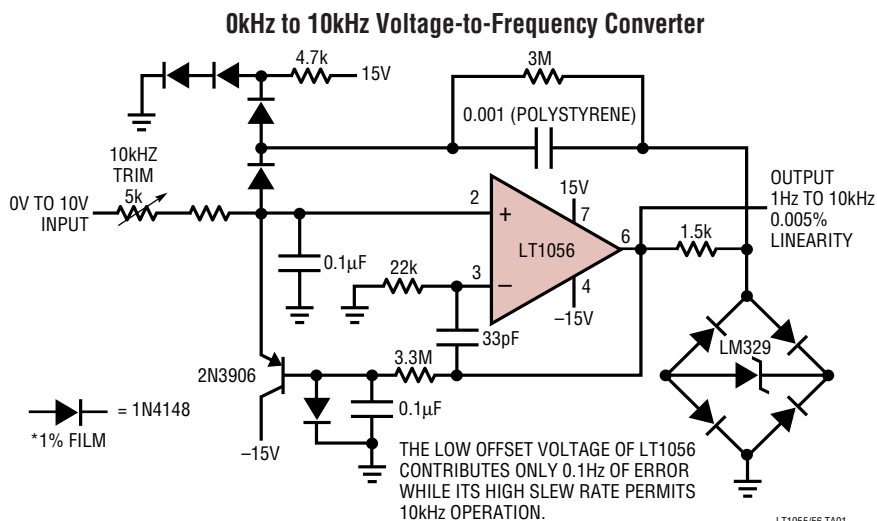 0kHz to 10kHz Voltage-to-Frequency Converter
4.7k
15V
3M
0.001 (POLYSTYRENE)
10kHZ
TRIM
5k
0V TO 10V
INPUT
2
+
15V
7
LT1056
6
OUTPUT
1Hz TO 10kHz
0.005%
LINEARITY
1.5k
0.1µF
22k
3
–
4
–15V
33pF
LM329
2N3906
3.3M
0.1µF
= 1N4148
*1% FILM
–15V
THE LOW OFFSET VOLTAGE OF LT1056
CONTRIBUTES ONLY 0.1Hz OF ERROR
WHILE ITS HIGH SLEW RATE PERMITS
10kHz OPERATION.
LT1055/56 TA01